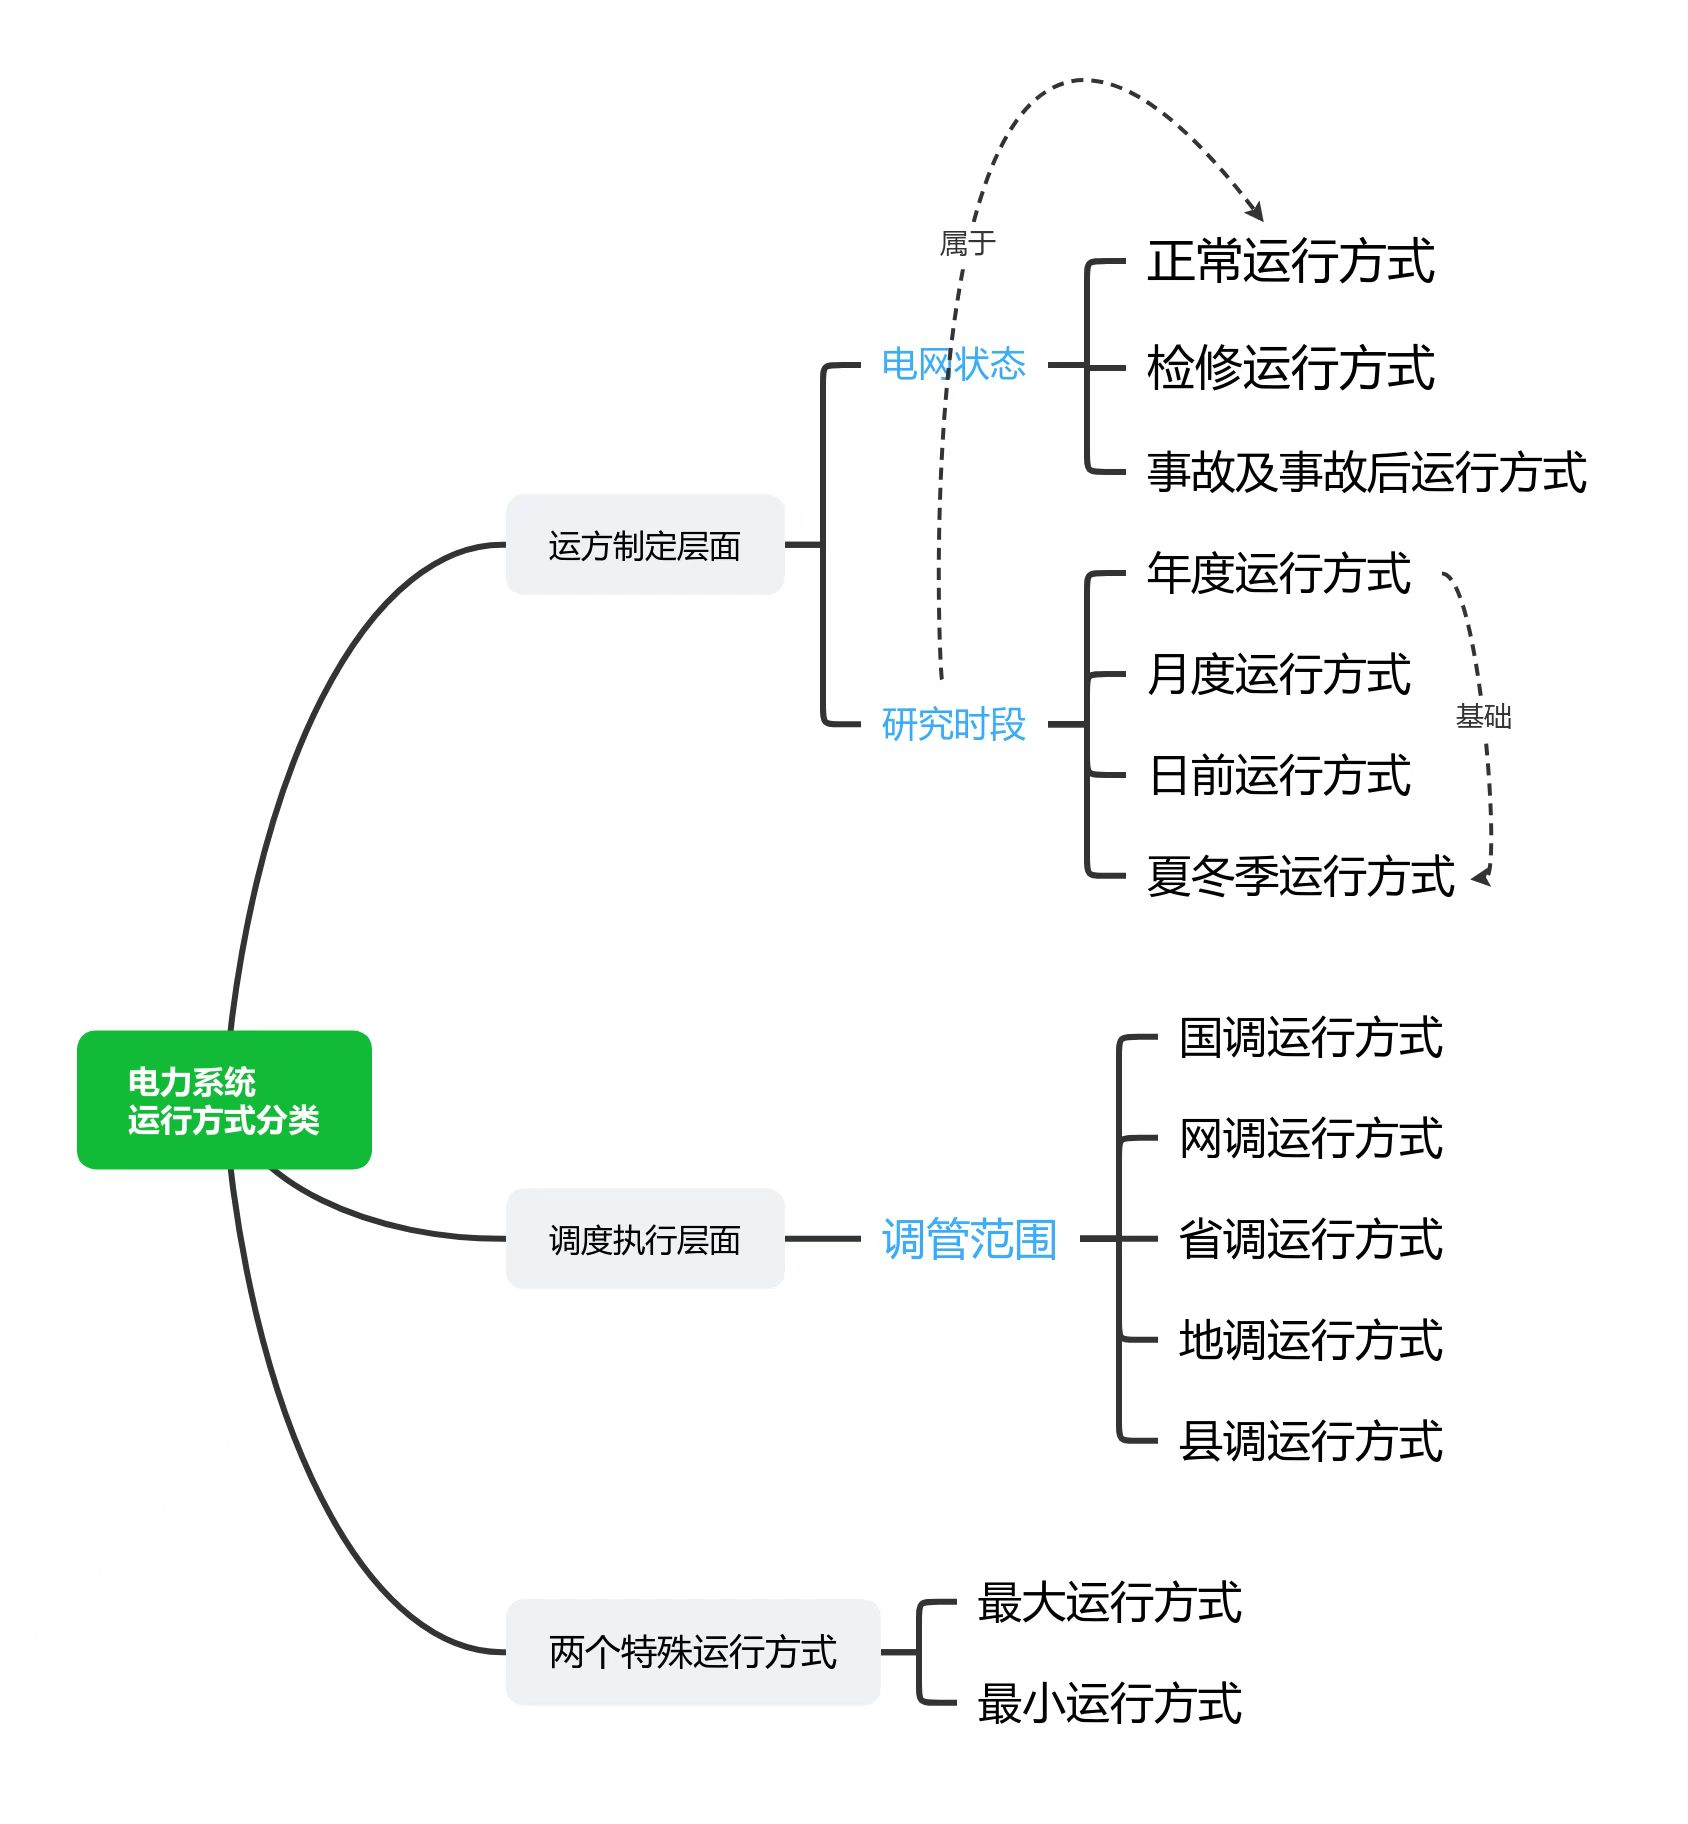 电力系统
运行方式分类
运方制定层面
电网状态
正常运行方式
检修运行方式
事故及事故后运行方式
属于
研究时段
年度运行方式
月度运行方式
日前运行方式
夏冬季运行方式
基础
调度执行层面
调管范围
国调运行方式
网调运行方式
省调运行方式
地调运行方式
县调运行方式
两个特殊运行方式
最大运行方式
最小运行方式